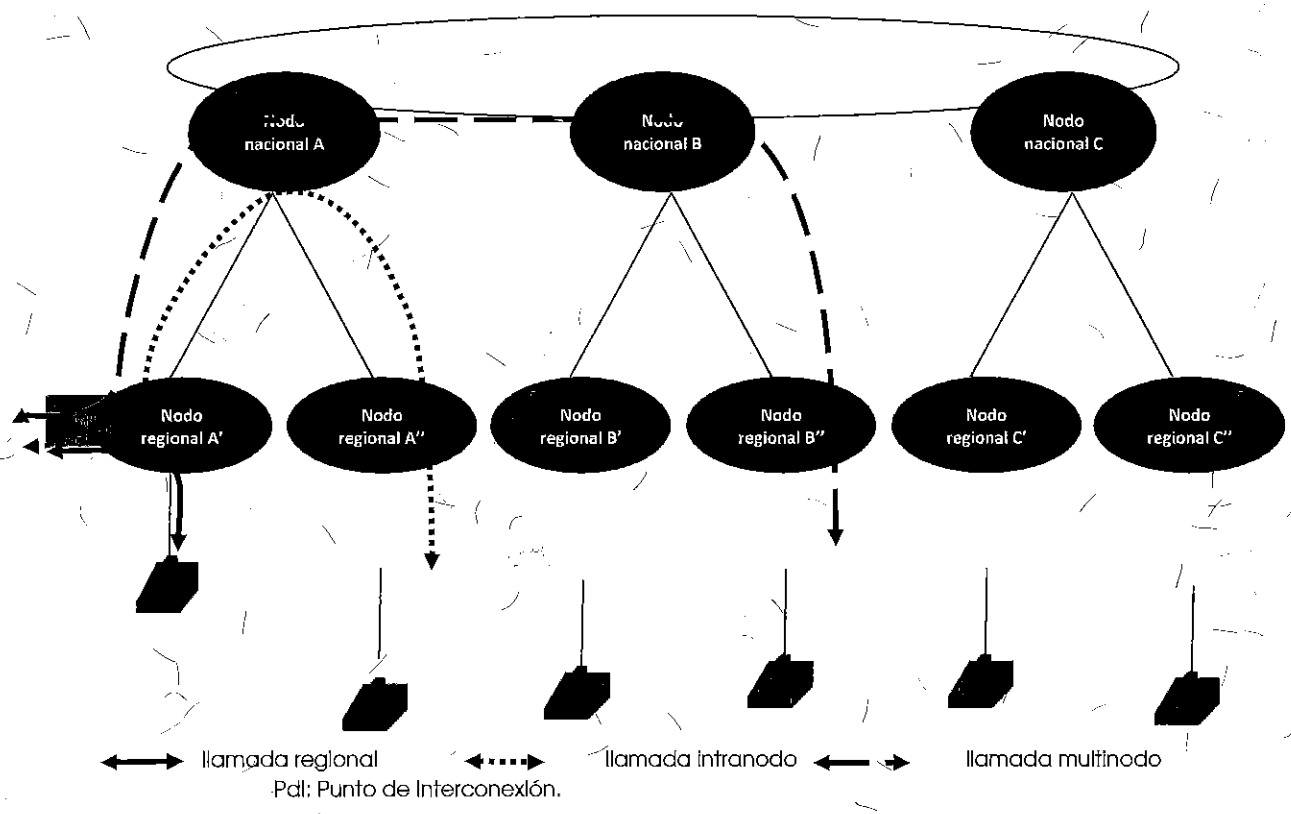 Nodo
nacional A
Nodo
nacional B
Nodo
nacional C
Nodo
regional A'
Nodo
regional A''
Nodo
regional B'
Nodo
regional B''
Nodo
regional C'
Nodo
regional C''
llamada regional
llamada intranodo
llamada multinodo
PdI: Punto de Interconexión.